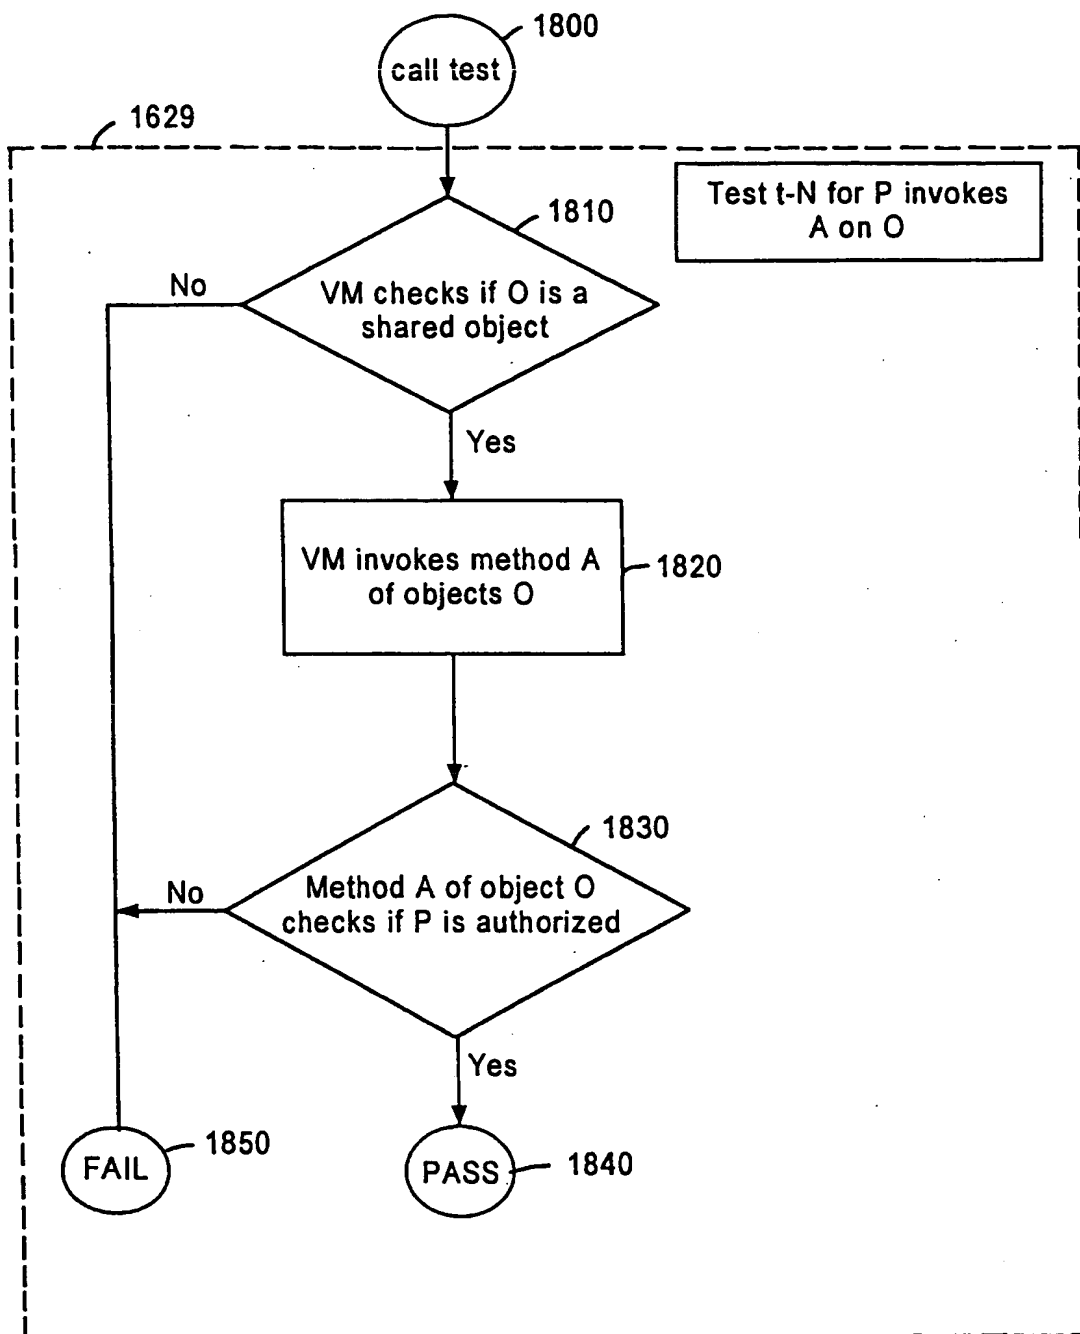 1800
call test
1629
Test t-N for P invokes
A on O
1810
No
VM checks if O is a
shared object
Yes
VM invokes method A
of objects O
1820
1830
No
Method A of object O
checks if P is authorized
Yes
1850
FAIL
PASS
1840